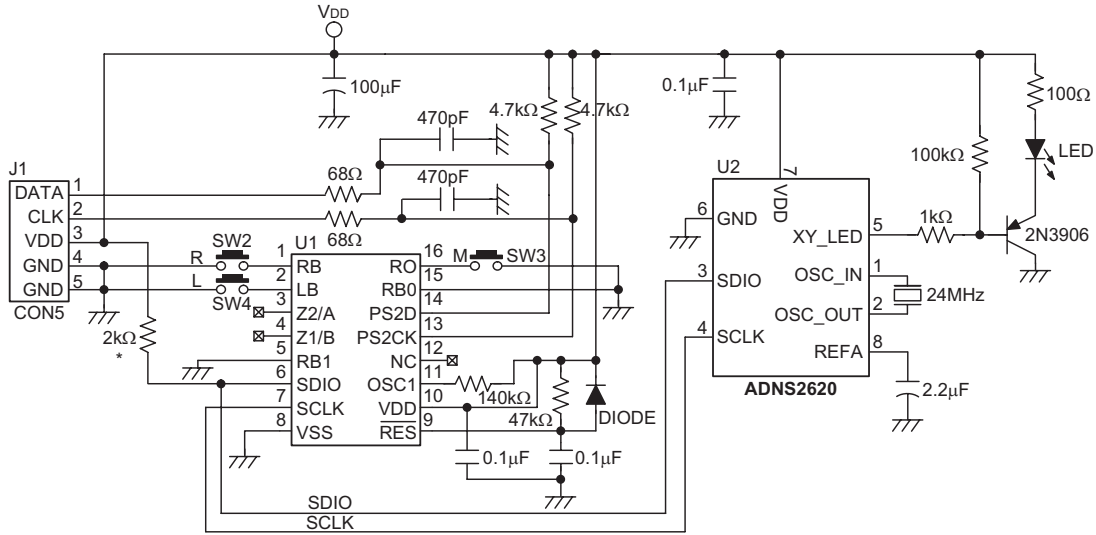 VDD
100µF
0.1µF
4.7kΩ
4.7kΩ
100Ω
470pF
100kΩ
LED
J1
68Ω
470pF
U2
7
VDD
DATA 1
CLK 2
VDD 3
GND 4
GND 5
CON5
68Ω
6 GND
5 XY_LED
1kΩ
2N3906
R SW2
L SW4
U1
1 RB
2 LB
3 Z2/A
4 Z1/B
5 RB1
6 SDIO
7 SCLK
8 VSS
RO 16
RB0 15
PS2D 14
PS2CK 13
NC 12
OSC1 11
VDD 10
RES 9
M SW3
3 SDIO
OSC_IN 1
24MHz
OSC_OUT 2
4 SCLK
REFA 8
ADNS2620
2.2µF
2kΩ
*
140kΩ
47kΩ
DIODE
0.1µF
0.1µF
SDIO
SCLK